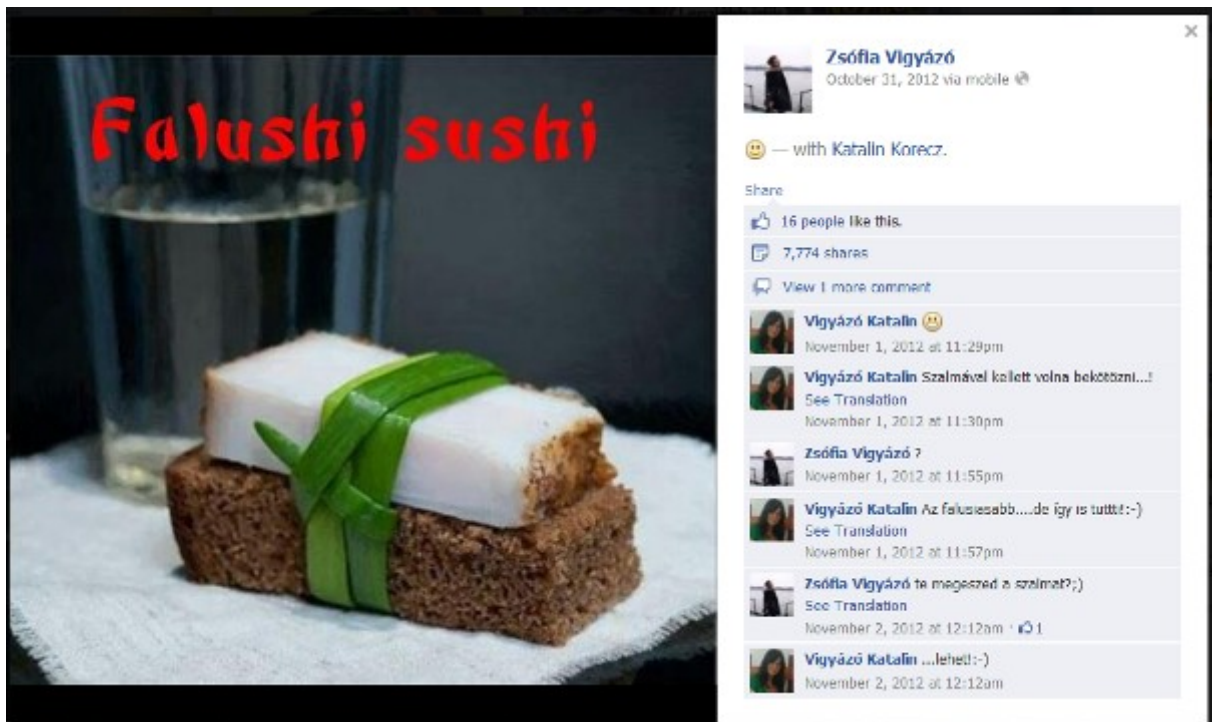 Falushi sushi
Zsófia Vigyázó
October 31, 2012 via mobile
— with Katalin Korecz.
Share
16 people like this.
7,774 shares
View 1 more comment
Vigyázó Katalin
November 1, 2012 at 11:29pm
Vigyázó Katalin Szalmával kellett volna bekötözni...!
See Translation
November 1, 2012 at 11:30pm
Zsófia Vigyázó ?
November 1, 2012 at 11:55pm
Vigyázó Katalin Az falusiasabb....de így is tuttti!:-)
See Translation
November 1, 2012 at 11:57pm
Zsófia Vigyázó te megeszed a szalmat?;)
See Translation
November 2, 2012 at 12:12am · 1
Vigyázó Katalin ...lehet!:-)
November 2, 2012 at 12:12am